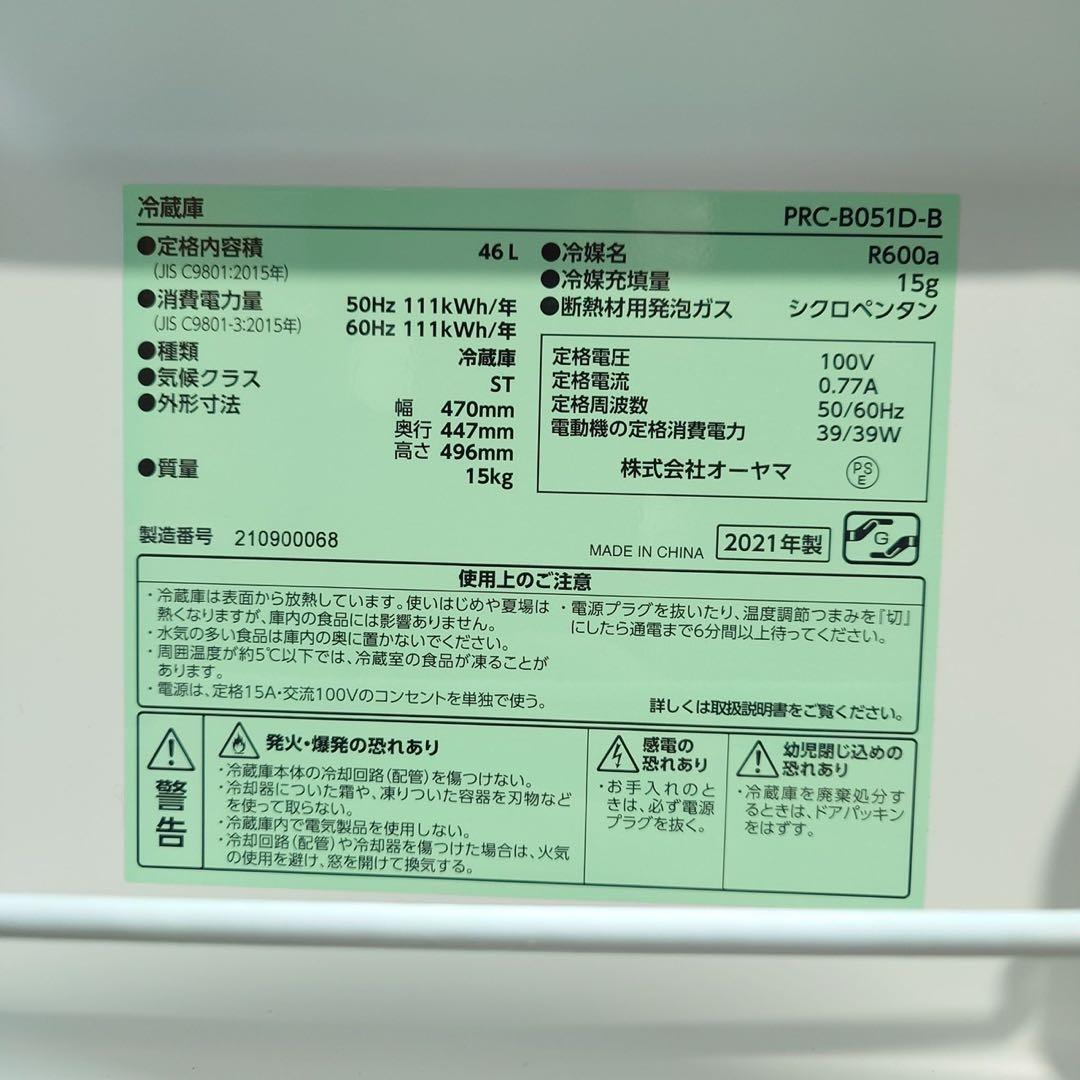 冷蔵庫
PRC-B051D-B
●定格内容積 46L
(JIS C9801:2015年)
●消費電力量 50Hz 111kWh/年
(JIS C9801-3:2015年) 60Hz 111kWh/年
●種類 冷蔵庫
●気候クラス ST
●外形寸法 幅 470mm
奥行 447mm
高さ 496mm
●質量 15kg
●冷媒名 R600a
●冷媒充填量 15g
●断熱材用発泡ガス シクロペンタン
定格電圧 100V
定格電流 0.77A
定格周波数 50/60Hz
電動機の定格消費電力 39/39W
株式会社オーヤマ PS E
製造番号 210900068
MADE IN CHINA 2021年製 G
使用上のご注意
・冷蔵庫は表面から放熱しています。使いはじめや夏場は
熱くなりますが、庫内の食品には影響ありません。
・水気の多い食品は庫内の奥に置かないでください。
・周囲温度が約5℃以下では、冷蔵室の食品が凍ることが
あります。
・電源は、定格15A・交流100Vのコンセントを単独で使う。
・電源プラグを抜いたり、温度調節つまみを「切」
にしたら通電まで6分間以上待ってください。
詳しくは取扱説明書をご覧ください。
警告
発火・爆発の恐れあり
・冷蔵庫本体の冷却回路(配管)を傷つけない。
・冷却器についた霜や、凍りついた容器を刃物など
を使って取らない。
・冷蔵庫内で電気製品を使用しない。
・冷却回路(配管)や冷却器を傷つけた場合は、火気
の使用を避け、窓を開けて換気する。
感電の
恐れあり
・お手入れのと
きは、必ず電源
プラグを抜く。
幼児閉じ込めの
恐れあり
・冷蔵庫を廃棄処分す
るときは、ドアパッキン
をはずす。